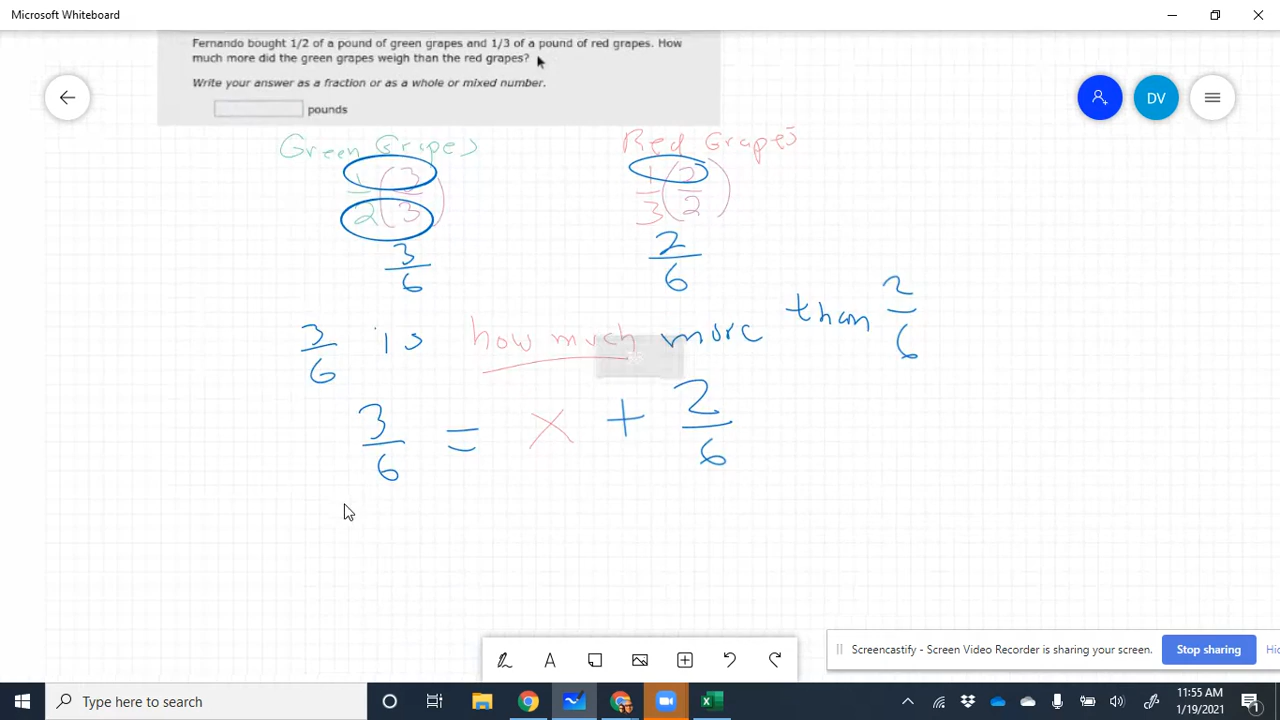 Microsoft Whiteboard
Fernando bought 1/2 of a pound of green grapes and 1/3 of a pound of red grapes. How
much more did the green grapes weigh than the red grapes?
Write your answer as a fraction or as a whole or mixed number.
pounds
DV
Green Grapes Red Grapes
1/2 (3/3) 1/3 (2/2)
3/6 2/6
3/6 is how much more than 2/6
3/6 = x + 2/6
A
Screencastify - Screen Video Recorder is sharing your screen. Stop sharing
Type here to search
11:55 AM
1/19/2021
1